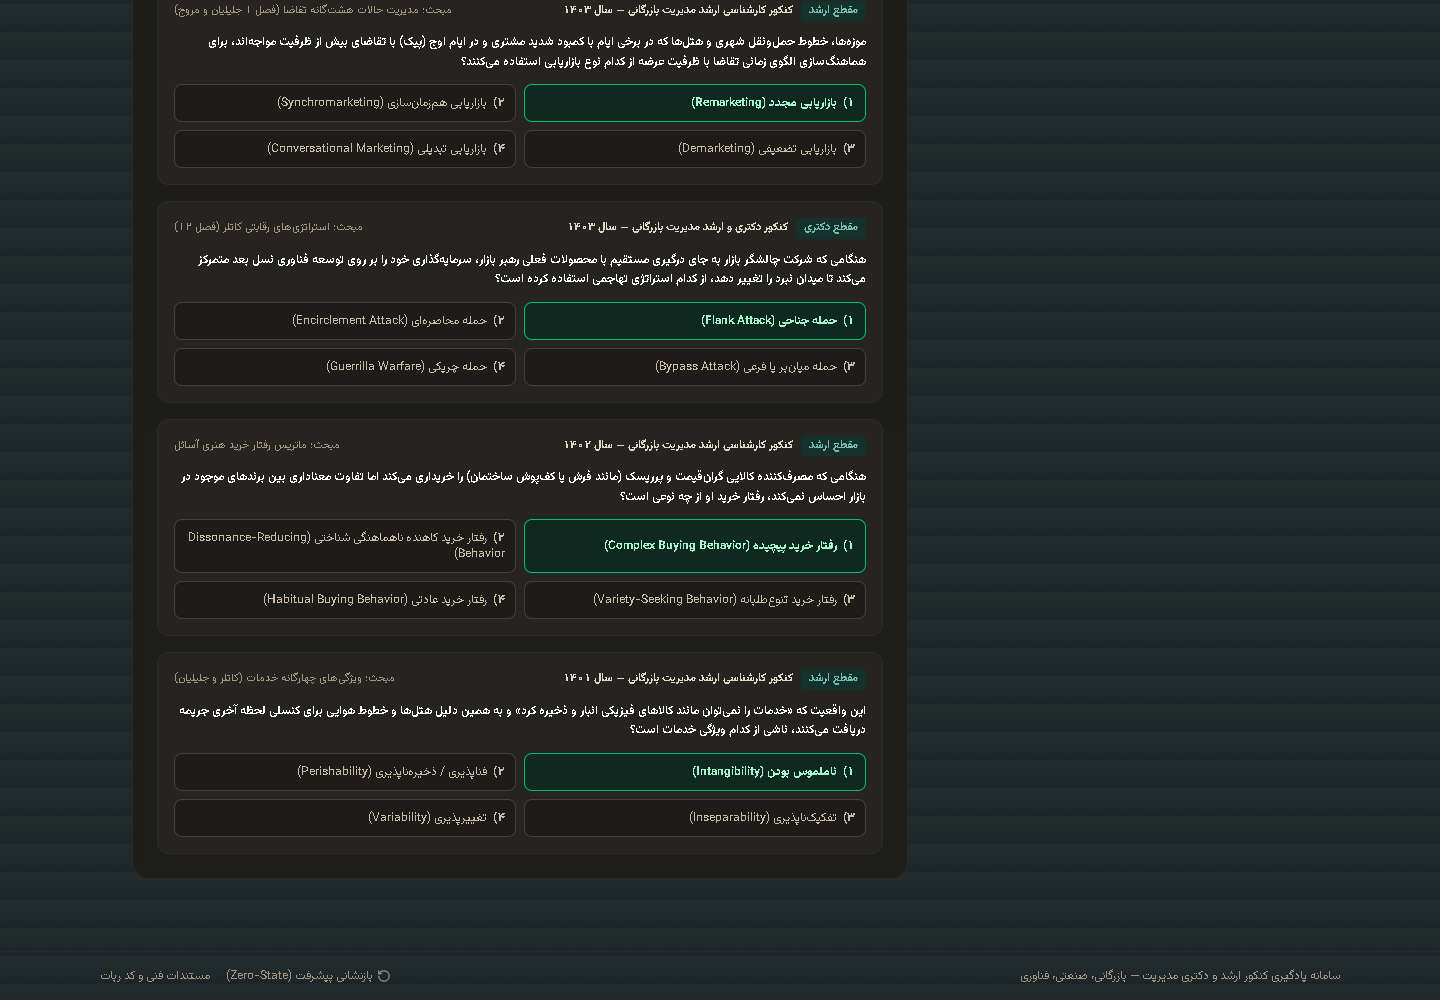 مقطع ارشد کنکور کارشناسی ارشد مدیریت بازرگانی – سال ۱۴۰۳ مبحث: مدیریت حالات هشت‌گانه تقاضا (فصل ۱ جلیلیان و مروج)
موزه‌ها، خطوط حمل‌ونقل شهری و هتل‌ها که در برخی ایام با کمبود شدید مشتری و در ایام اوج (پیک) با تقاضای بیش از ظرفیت مواجه‌اند، برای
هماهنگ‌سازی الگوی زمانی تقاضا با ظرفیت عرضه از کدام نوع بازاریابی استفاده می‌کنند؟
۱) بازاریابی مجدد (Remarketing)
۲) بازاریابی هم‌زمان‌سازی (Synchromarketing)
۳) بازاریابی تضعیفی (Demarketing)
۴) بازاریابی تبدیلی (Conversational Marketing)
مقطع دکتری کنکور دکتری و ارشد مدیریت بازرگانی – سال ۱۴۰۳ مبحث: استراتژی‌های رقابتی کاتلر (فصل ۱۲)
هنگامی که شرکت چالشگر بازار به جای درگیری مستقیم با محصولات فعلی رهبر بازار، سرمایه‌گذاری خود را بر روی توسعه فناوری نسل بعد متمرکز
می‌کند تا میدان نبرد را تغییر دهد، از کدام استراتژی تهاجمی استفاده کرده است؟
۱) حمله جناحی (Flank Attack)
۲) حمله محاصره‌ای (Encirclement Attack)
۳) حمله میان‌بر یا فرعی (Bypass Attack)
۴) حمله چریکی (Guerrilla Warfare)
مقطع ارشد کنکور کارشناسی ارشد مدیریت بازرگانی – سال ۱۴۰۲ مبحث: ماتریس رفتار خرید هنری آسائل
هنگامی که مصرف‌کننده کالایی گران‌قیمت و پرریسک (مانند فرش یا کف‌پوش ساختمان) را خریداری می‌کند اما تفاوت معناداری بین برندهای موجود در
بازار احساس نمی‌کند، رفتار خرید او از چه نوعی است؟
۱) رفتار خرید پیچیده (Complex Buying Behavior)
۲) رفتار خرید کاهنده ناهماهنگی شناختی (Dissonance-Reducing
Behavior)
۳) رفتار خرید تنوع‌طلبانه (Variety-Seeking Behavior)
۴) رفتار خرید عادتی (Habitual Buying Behavior)
مقطع ارشد کنکور کارشناسی ارشد مدیریت بازرگانی – سال ۱۴۰۱ مبحث: ویژگی‌های چهارگانه خدمات (کاتلر و جلیلیان)
این واقعیت که «خدمات را نمی‌توان مانند کالاهای فیزیکی انبار و ذخیره کرد» و به همین دلیل هتل‌ها و خطوط هوایی برای کنسلی لحظه آخری جریمه
دریافت می‌کنند، ناشی از کدام ویژگی خدمات است؟
۱) ناملموس بودن (Intangibility)
۲) فناپذیری / ذخیره‌ناپذیری (Perishability)
۳) تفکیک‌ناپذیری (Inseparability)
۴) تغییرپذیری (Variability)
سامانه یادگیری کنکور ارشد و دکتری مدیریت — بازرگانی، صنعتی، فناوری
بازنشانی پیشرفت (Zero-State) مستندات فنی و کد ربات